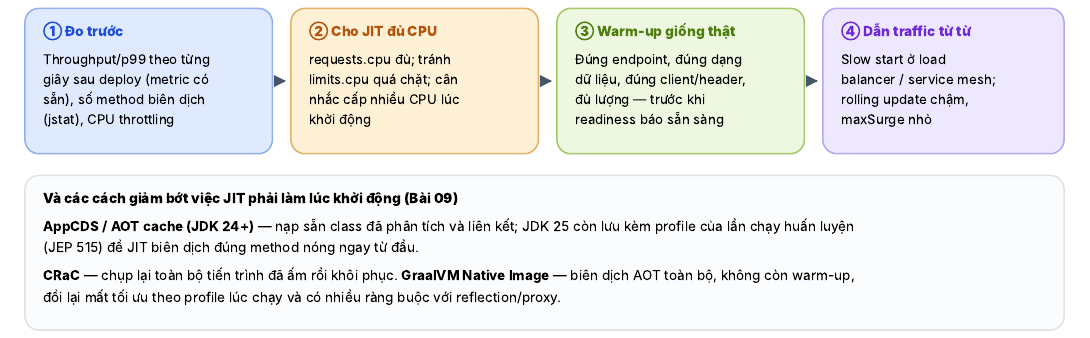 ① Đo trước
Throughput/p99 theo từng
giây sau deploy (metric có
sẵn), số method biên dịch
(jstat), CPU throttling
② Cho JIT đủ CPU
requests.cpu đủ; tránh
limits.cpu quá chặt; cân
nhắc cấp nhiều CPU lúc
khởi động
③ Warm-up giống thật
Đúng endpoint, đúng dạng
dữ liệu, đúng client/header,
đủ lượng — trước khi
readiness báo sẵn sàng
④ Dẫn traffic từ từ
Slow start ở load
balancer / service mesh;
rolling update chậm,
maxSurge nhỏ
Và các cách giảm bớt việc JIT phải làm lúc khởi động (Bài 09)
AppCDS / AOT cache (JDK 24+) — nạp sẵn class đã phân tích và liên kết; JDK 25 còn lưu kèm profile của lần chạy huấn luyện
(JEP 515) để JIT biên dịch đúng method nóng ngay từ đầu.
CRaC — chụp lại toàn bộ tiến trình đã ấm rồi khôi phục. GraalVM Native Image — biên dịch AOT toàn bộ, không còn warm-up,
đổi lại mất tối ưu theo profile lúc chạy và có nhiều ràng buộc với reflection/proxy.